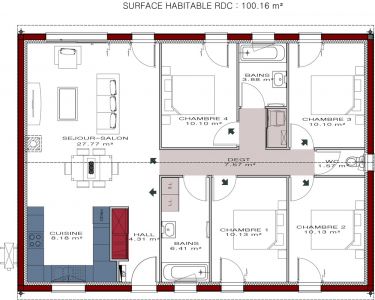 SURFACE HABITABLE RDC : 100.16 m²
BAINS
3.88 m²
CHAMBRE 4
10.10 m²
CHAMBRE 3
10.10 m²
SEJOUR-SALON
27.77 m²
DEGT
7.57 m²
WC
1.57 m²
CUISINE
8.18 m²
HALL
4.31 m²
BAINS
6.41 m²
CHAMBRE 1
10.13 m²
CHAMBRE 2
10.13 m²